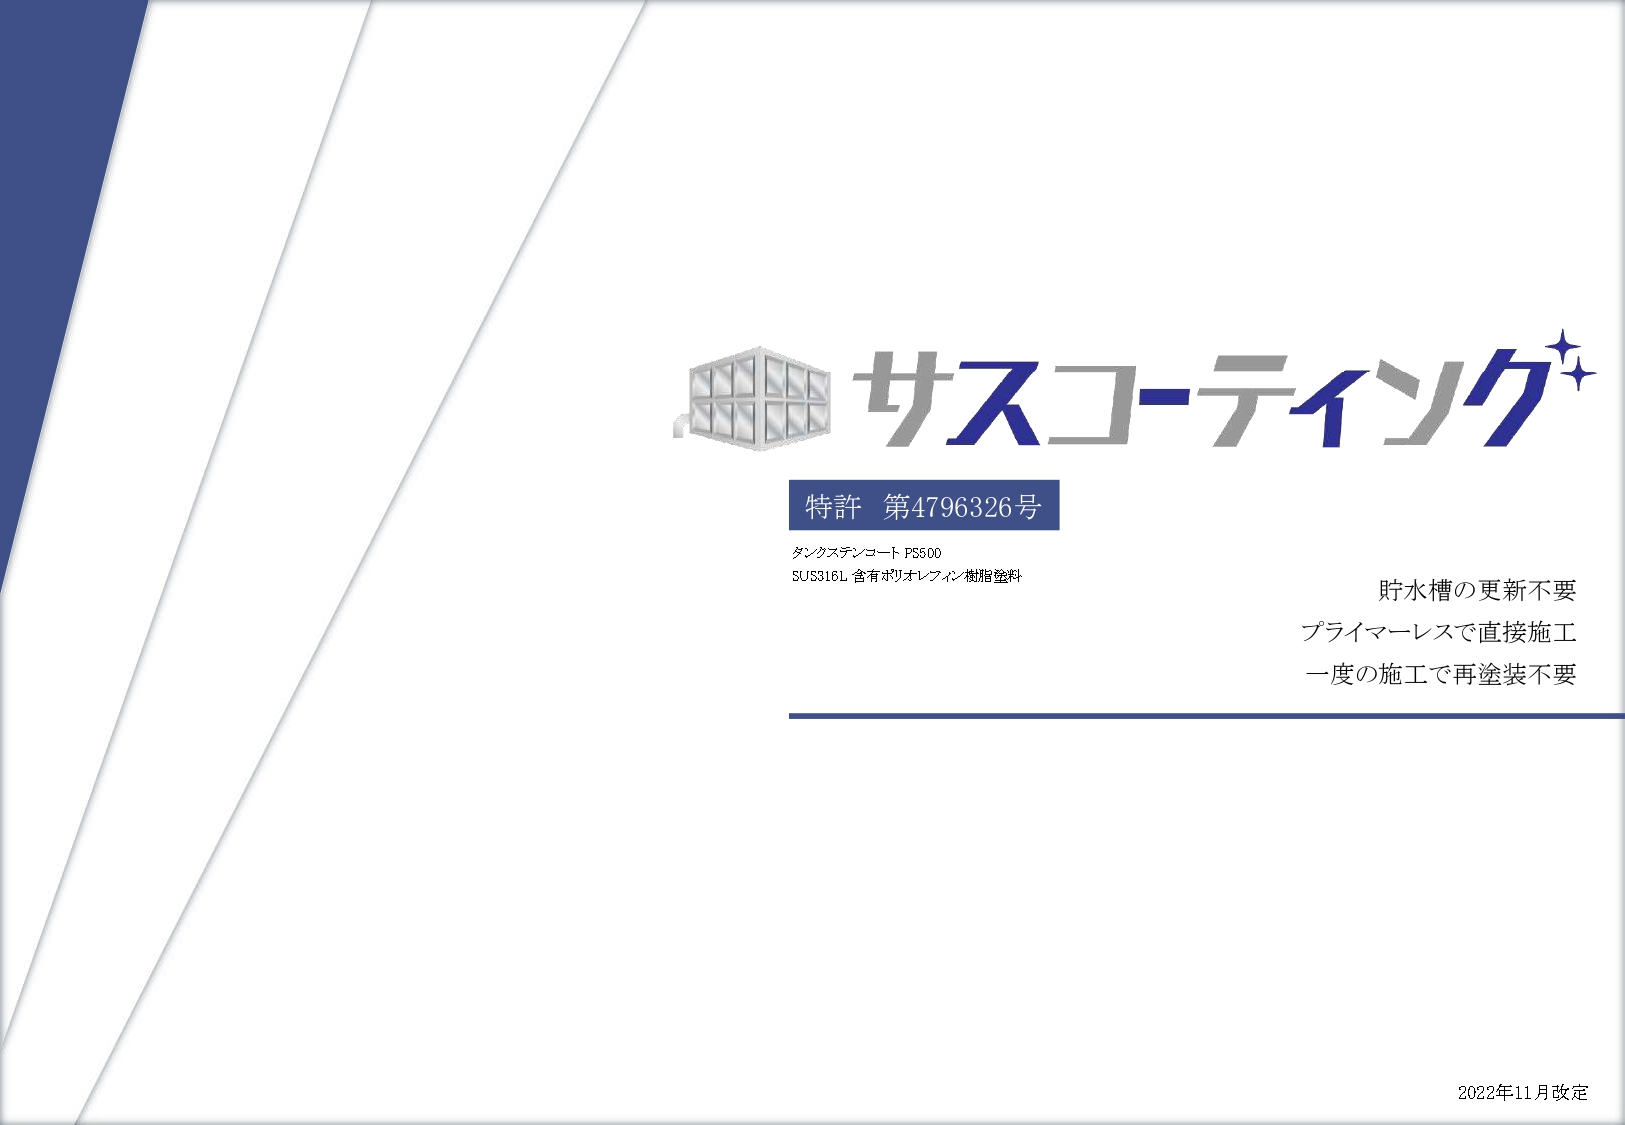 サスコーティング
特許　第4796326号
タンクステンコート PS500
SUS316L 含有ポリオレフィン樹脂塗料
貯水槽の更新不要
プライマーレスで直接施工
一度の施工で再塗装不要
2022年11月改定